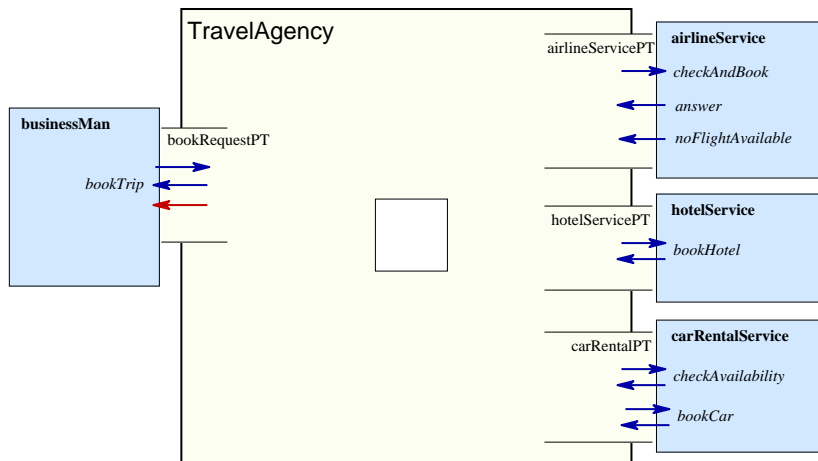 TravelAgency
businessMan
bookRequestPT
bookTrip
airlineServicePT
airlineService
checkAndBook
answer
noFlightAvailable
hotelServicePT
hotelService
bookHotel
carRentalPT
carRentalService
checkAvailability
bookCar